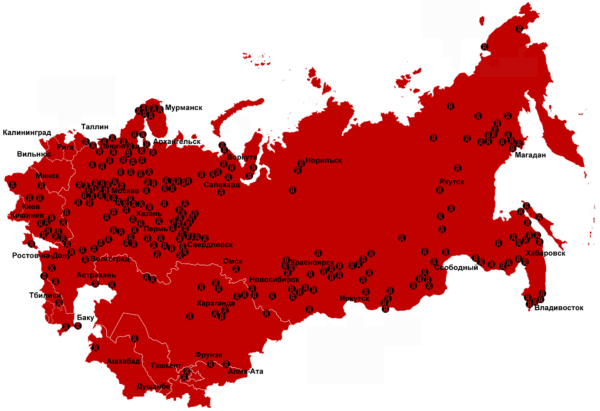 Мурманск
Таллин
Калининград
Рига
Ленинград
Архангельск
Вильнюс
Воркута
Норильск
Магадан
Минск
Салехард
Якутск
Москва
Киев
Казань
Кишинев
Пермь
Свердловск
Ростов-на-Дону
Хабаровск
Волгоград
Омск
Красноярск
Свободный
Астрахань
Новосибирск
Тбилиси
Караганда
Иркутск
Владивосток
Баку
Фрунзе
Ашхабад
Ташкент
Алма-Ата
Душанбе